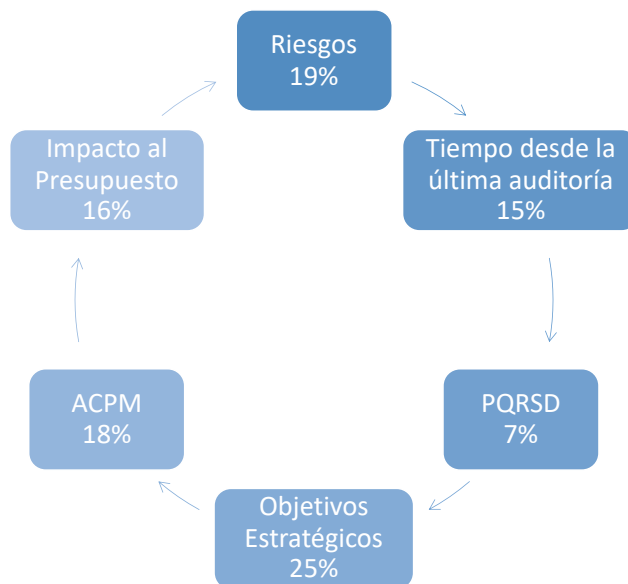 Riesgos
19%
Tiempo desde la
última auditoría
15%
PQRSD
7%
Objetivos
Estratégicos
25%
ACPM
18%
Impacto al
Presupuesto
16%